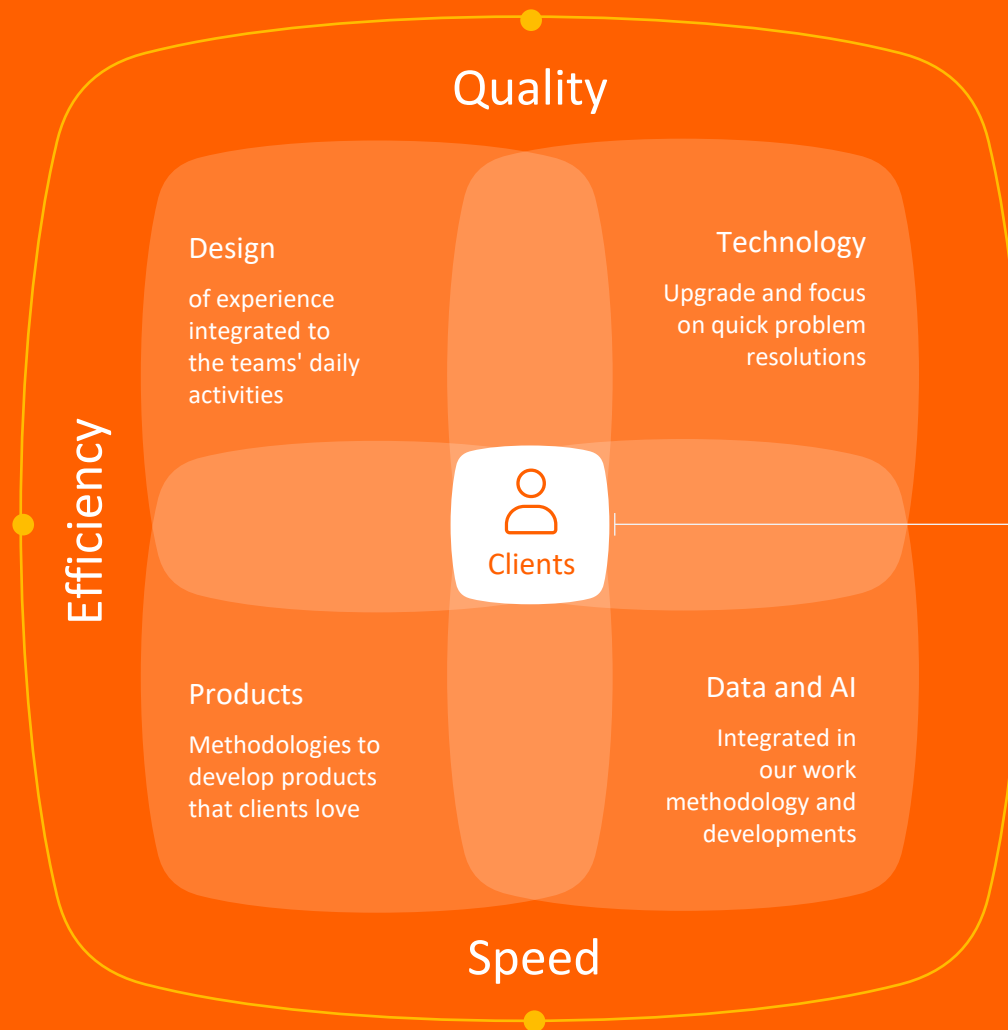 Quality
Design
of experience
integrated to
the teams' daily
activities
Technology
Upgrade and focus
on quick problem
resolutions
Efficiency
Clients
Products
Methodologies to
develop products
that clients love
Data and AI
Integrated in
our work
methodology and
developments
Speed